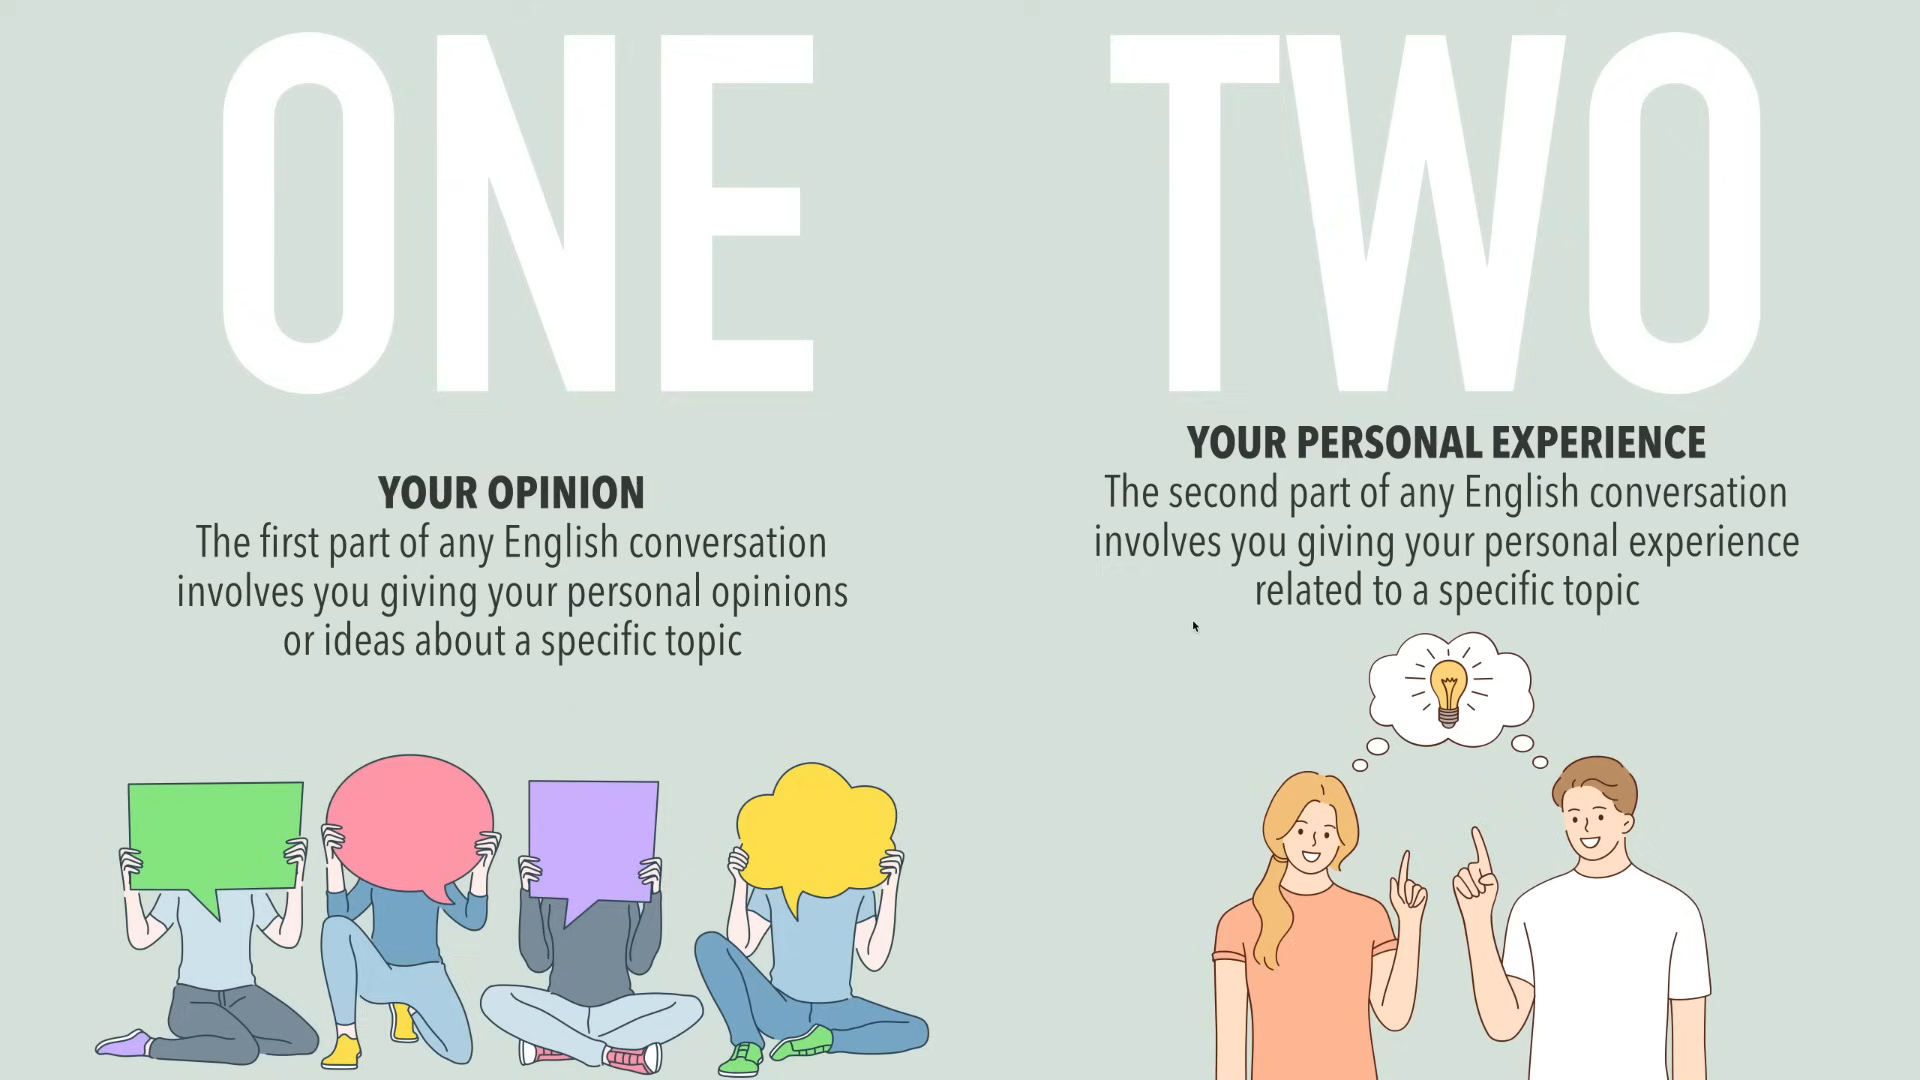 ONE
YOUR OPINION
The first part of any English conversation
involves you giving your personal opinions
or ideas about a specific topic
TWO
YOUR PERSONAL EXPERIENCE
The second part of any English conversation
involves you giving your personal experience
related to a specific topic